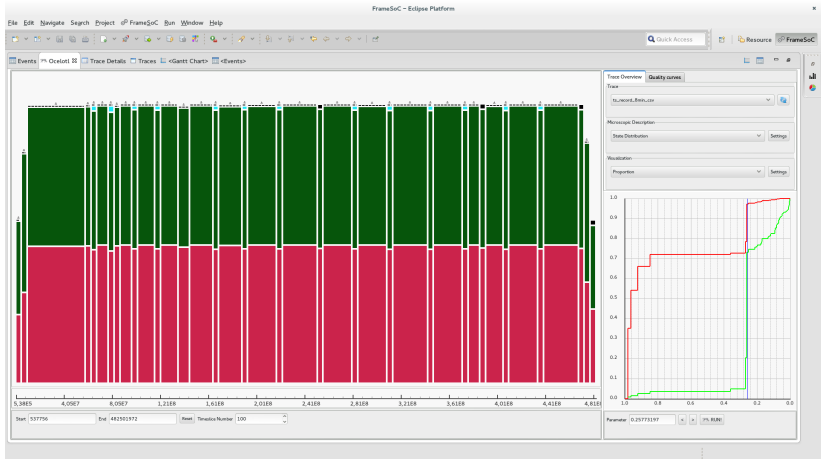 FrameSoC – Eclipse Platform
File Edit Navigate Search Project FrameSoC Run Window Help
Quick Access
Resource
FrameSoC
Events
Ocelotl
Trace Details
Traces
<Gantt Chart>
<Events>
Trace Overview
Quality curves
Trace
ts_record_8min_csv
Microscopic Description
State Distribution
Settings
Visualization
Proportion
Settings
1.0
0.9
0.8
0.7
0.6
0.5
0.4
0.3
0.2
0.1
0.0
1.0 0.8 0.6 0.4 0.2 0.0
5,38E5 4,05E7 8,05E7 1,21E8 1,61E8 2,01E8 2,41E8 2,81E8 3,21E8 3,61E8 4,01E8 4,41E8 4,81E8
Start 537756 End 482501972 Reset Timeslice Number 100
Parameter 0.25773197 < > RUN!